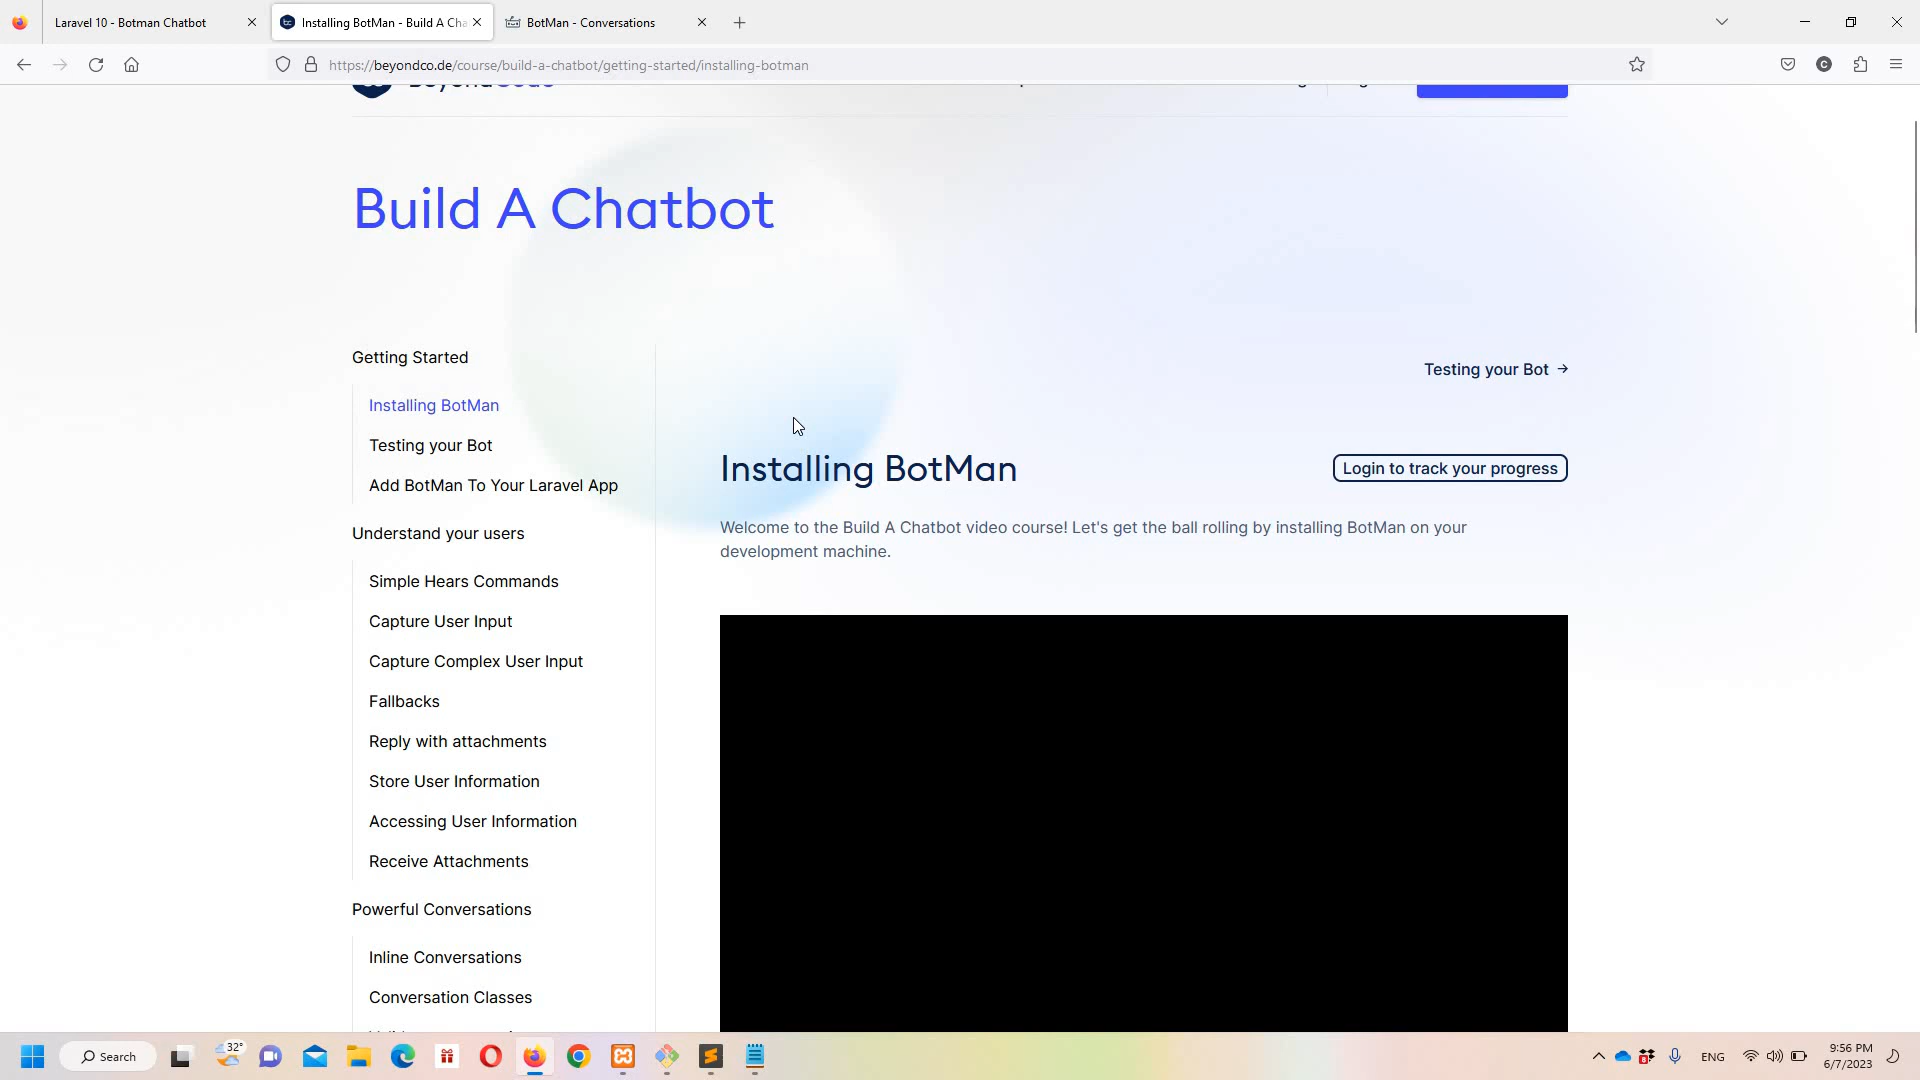 Laravel 10 - Botman Chatbot
Installing BotMan - Build A Cha
BotMan - Conversations
https://beyondco.de/course/build-a-chatbot/getting-started/installing-botman
Build A Chatbot
Getting Started
Installing BotMan
Testing your Bot
Add BotMan To Your Laravel App
Understand your users
Simple Hears Commands
Capture User Input
Capture Complex User Input
Fallbacks
Reply with attachments
Store User Information
Accessing User Information
Receive Attachments
Powerful Conversations
Inline Conversations
Conversation Classes
Testing your Bot →
Installing BotMan
Login to track your progress
Welcome to the Build A Chatbot video course! Let's get the ball rolling by installing BotMan on your
development machine.
32°
Search
ENG
9:56 PM
6/7/2023